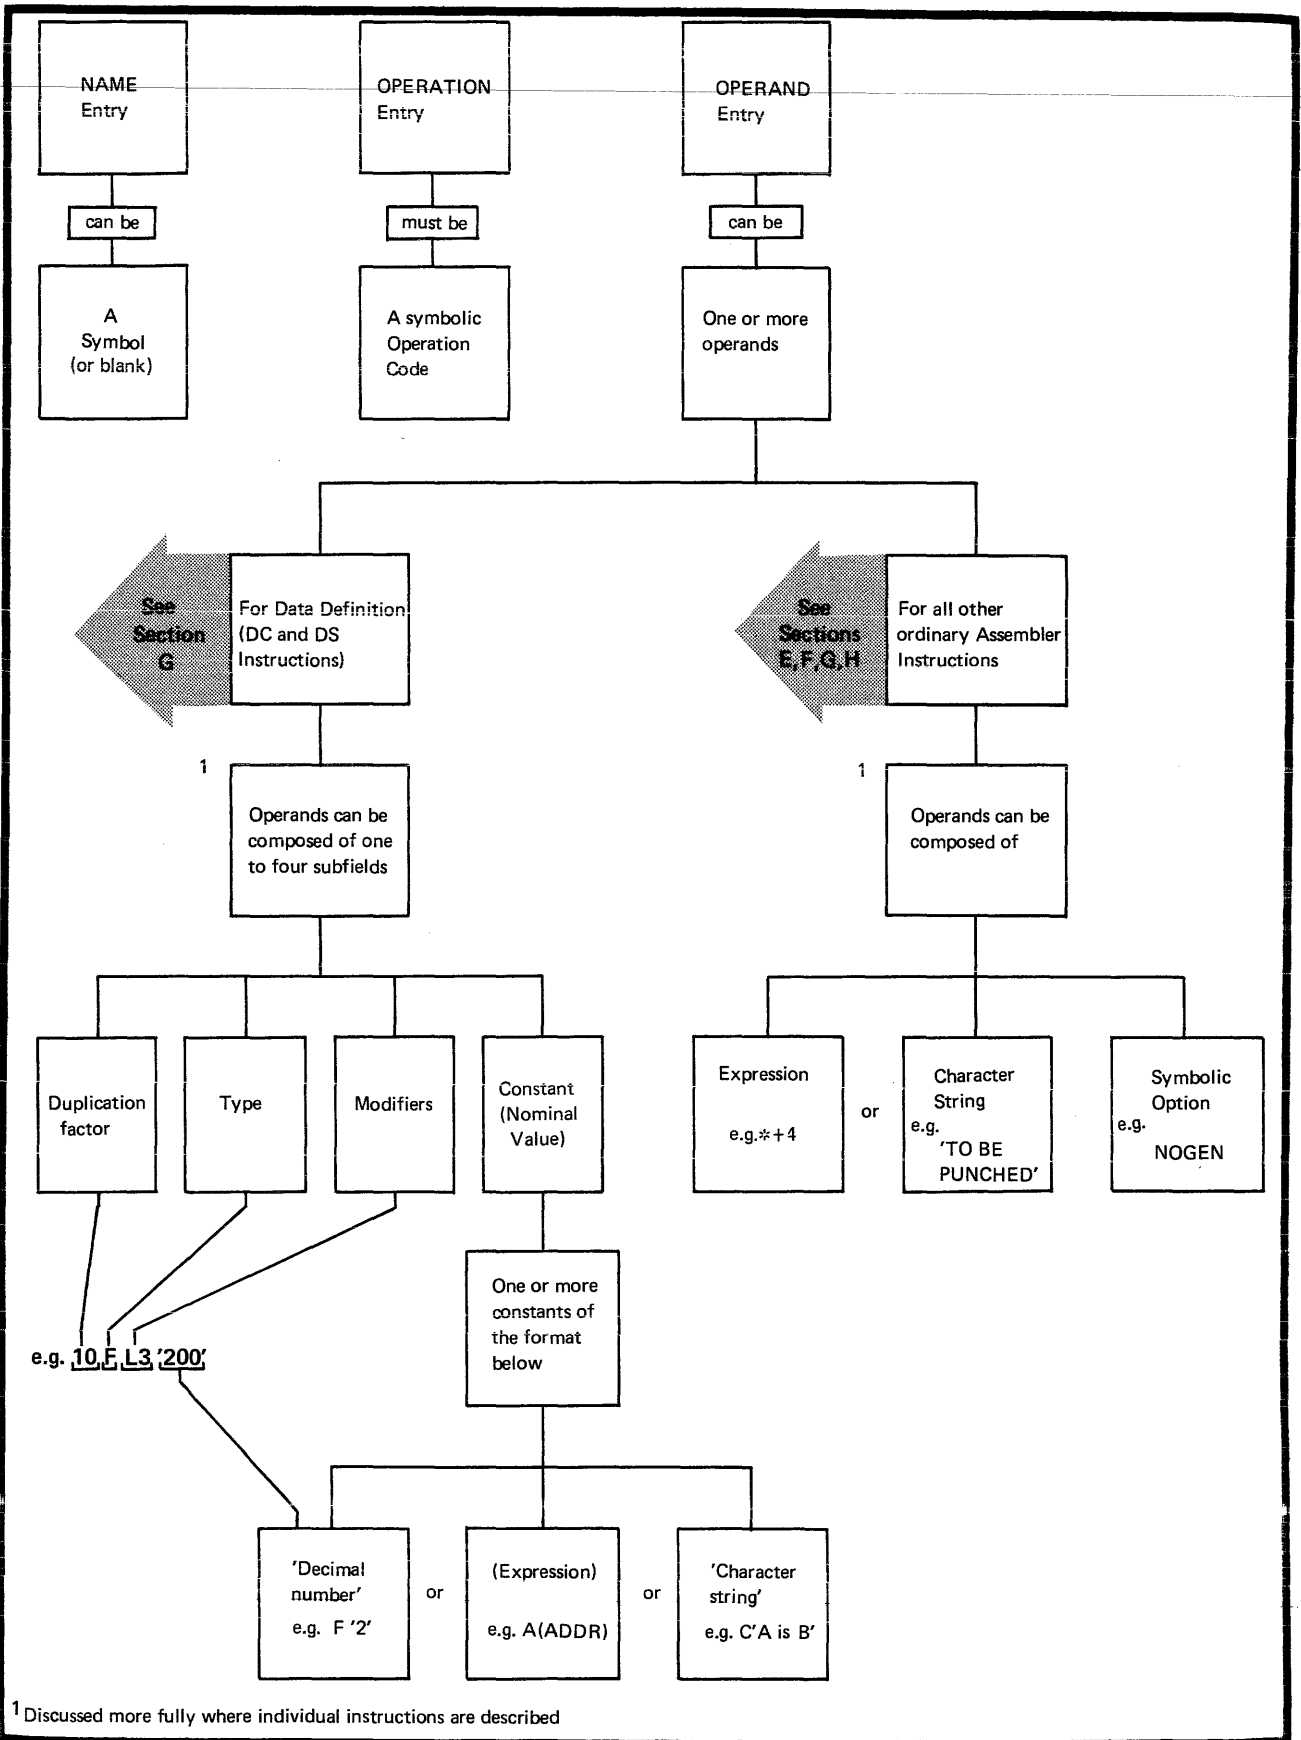 NAME
Entry
OPERATION
Entry
OPERAND
Entry
can be
must be
can be
A
Symbol
(or blank)
A symbolic
Operation
Code
One or more
operands
See
Section
G
For Data Definition
(DC and DS
Instructions)
See
Sections
E,F,G,H
For all other
ordinary Assembler
Instructions
1
Operands can be
composed of one
to four subfields
1
Operands can be
composed of
Duplication
factor
Type
Modifiers
Constant
(Nominal
Value)
Expression
e.g.*+4
or
Character
String
e.g.
'TO BE
PUNCHED'
Symbolic
Option
e.g.
NOGEN
One or more
constants of
the format
below
e.g. 10 F L3 '200'
'Decimal
number'
e.g. F '2'
or
(Expression)
e.g. A(ADDR)
or
'Character
string'
e.g. C'A is B'
1 Discussed more fully where individual instructions are described